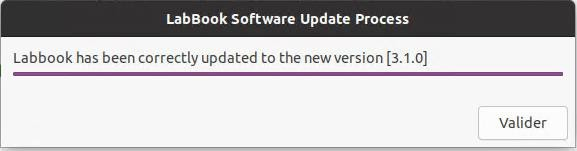 LabBook Software Update Process
Labbook has been correctly updated to the new version [3.1.0]
Valider